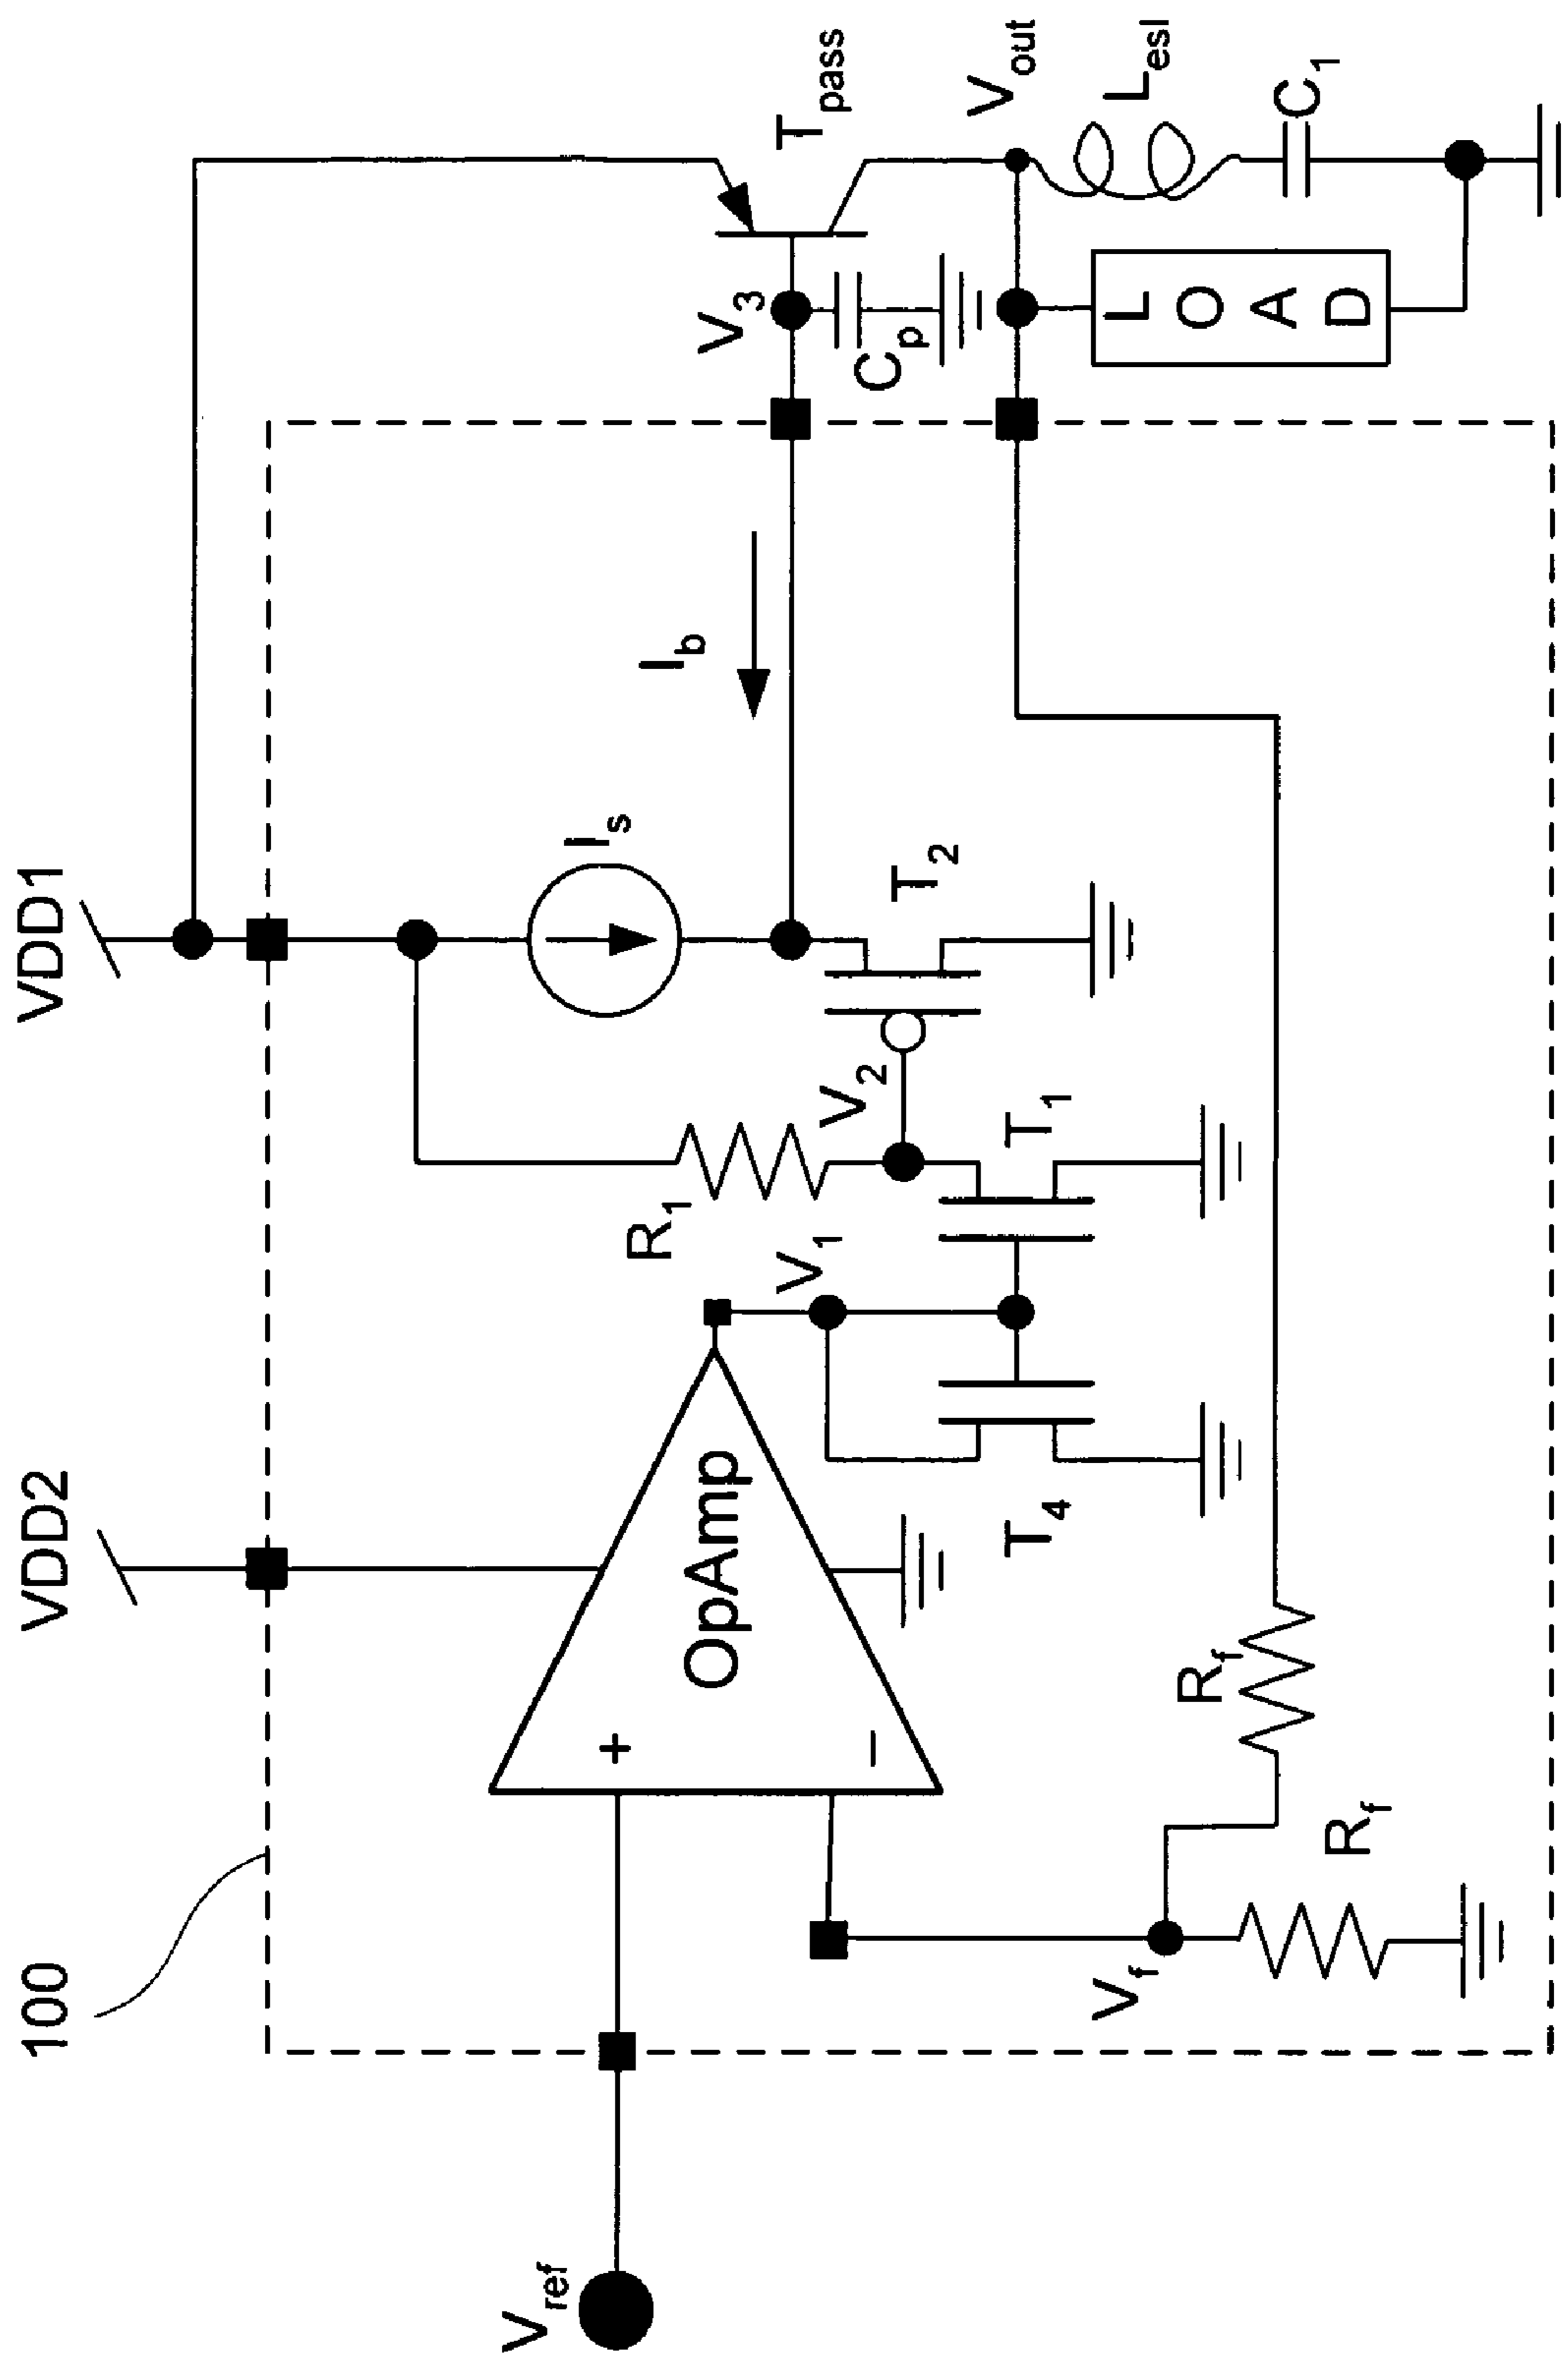 100
VDD2
VDD1
Vref
+
−
OpAmp
V1
R1
V2
Is
Ib
V3
Cp
Tpass
Vout
Lesl
C1
LOAD
T4
T1
T2
Vf
Rf
Rf